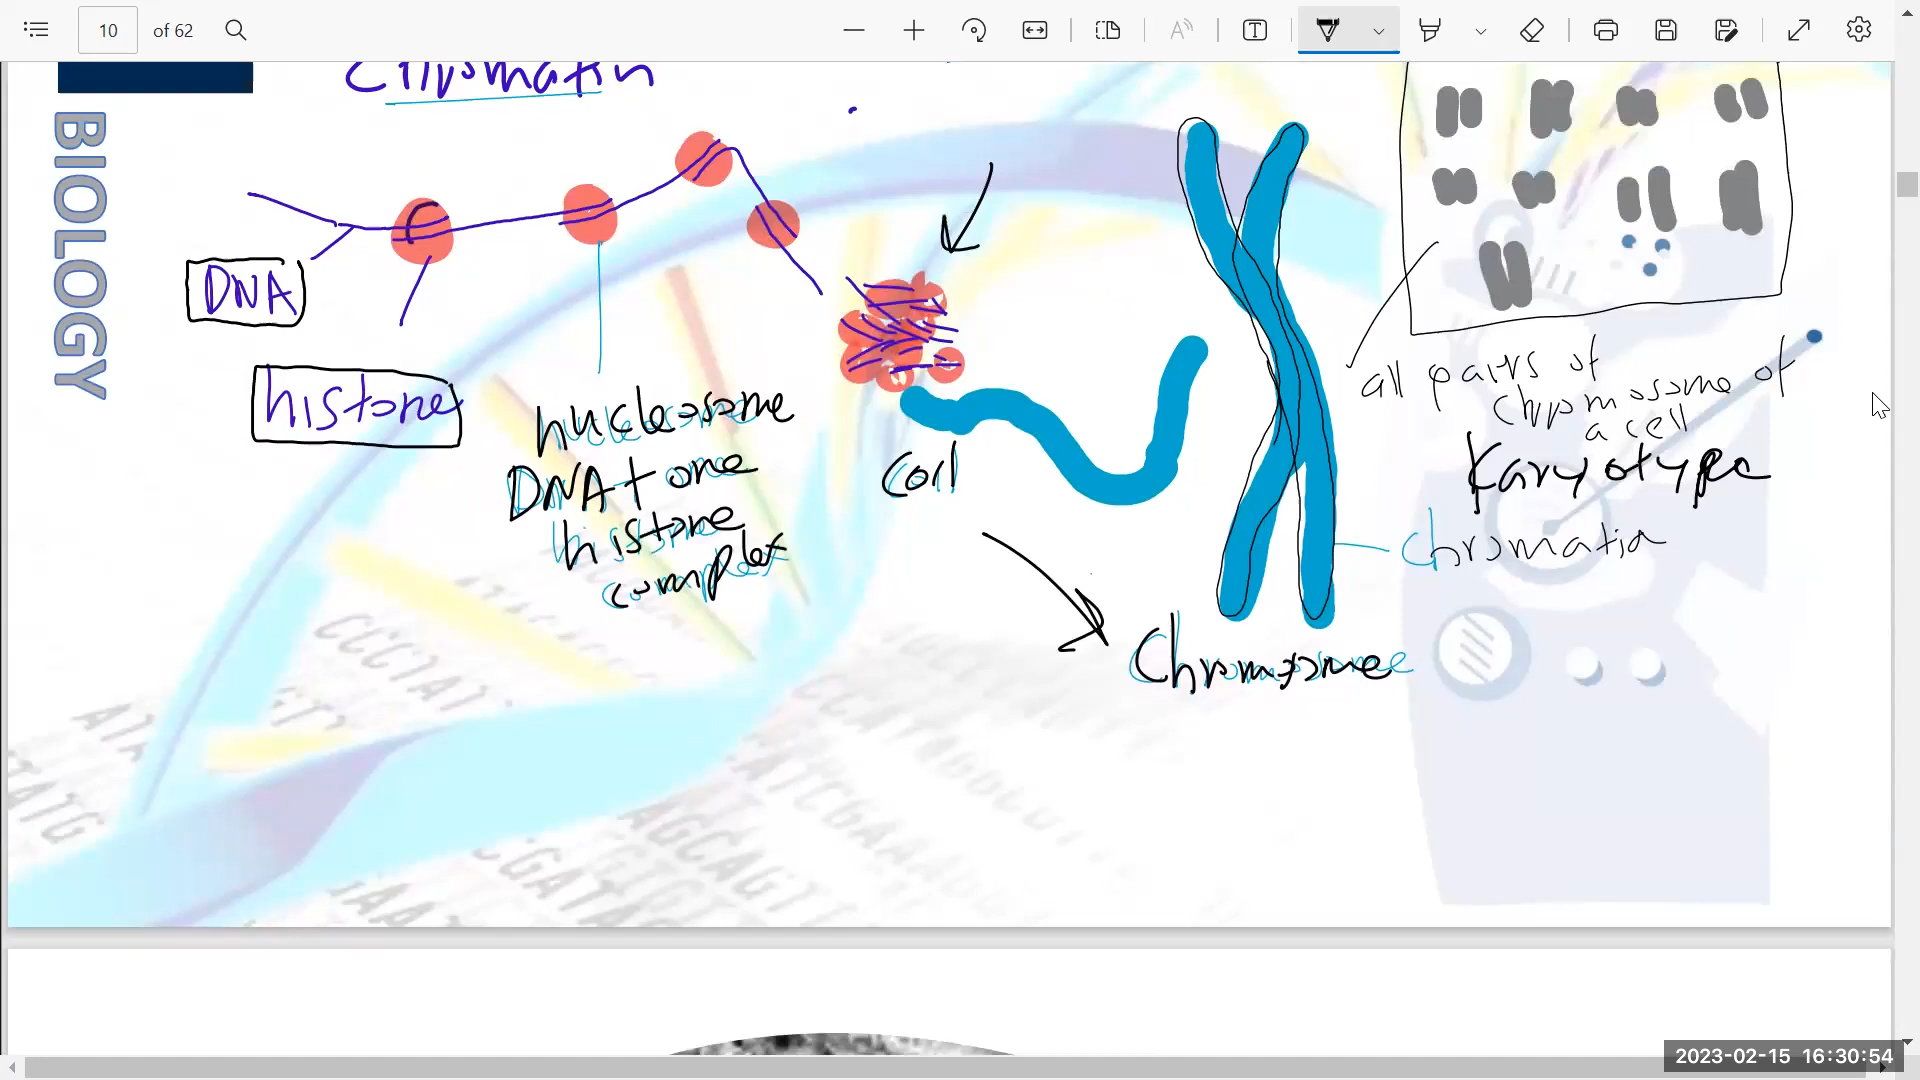 10 of 62
Chromatin
BIOLOGY
DNA
histone
nucleosome
DNA + one
histone
complex
coil
all pairs of
chromosome of
a cell
Karyotype
Chromatin
Chromosome
2023-02-15 16:30:54